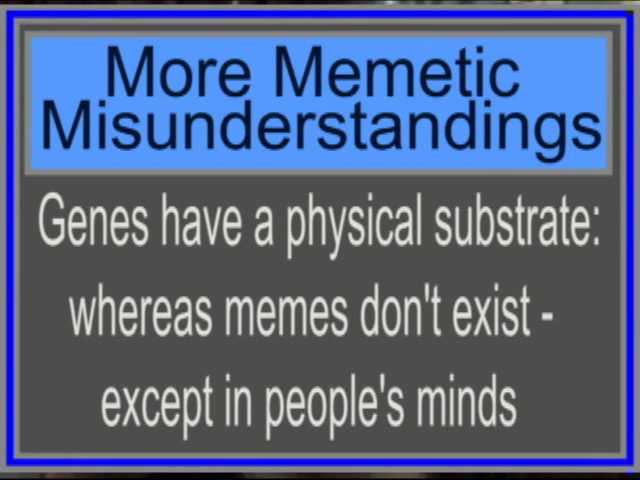 More Memetic
Misunderstandings
Genes have a physical substrate:
whereas memes don't exist -
except in people's minds